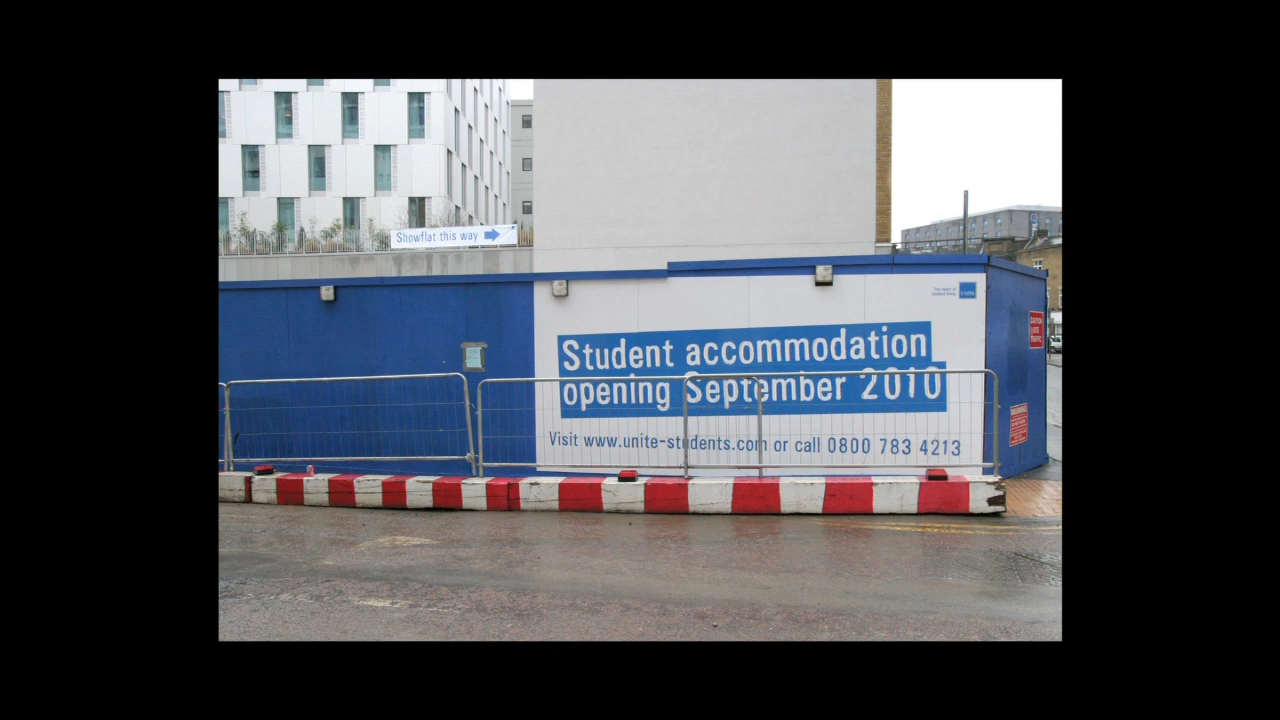 Showflat this way
Student accommodation
opening September 2010
Visit www.unite-students.com or call 0800 783 4213